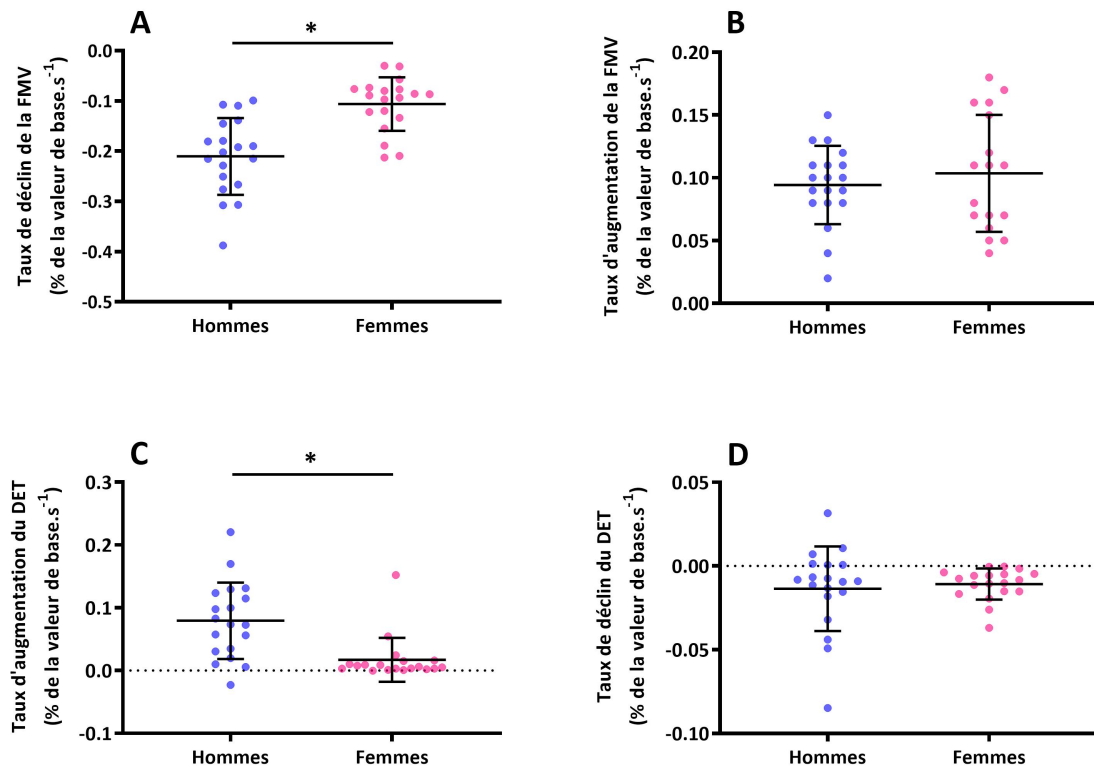 A
*
Taux de déclin de la FMV
(% de la valeur de base.s⁻¹)
0.0
-0.1
-0.2
-0.3
-0.4
-0.5
Hommes
Femmes
B
Taux d'augmentation de la FMV
(% de la valeur de base.s⁻¹)
0.20
0.15
0.10
0.05
0.00
Hommes
Femmes
C
*
Taux d'augmentation du DET
(% de la valeur de base.s⁻¹)
0.3
0.2
0.1
0.0
-0.1
Hommes
Femmes
D
Taux de déclin du DET
(% de la valeur de base.s⁻¹)
0.05
0.00
-0.05
-0.10
Hommes
Femmes